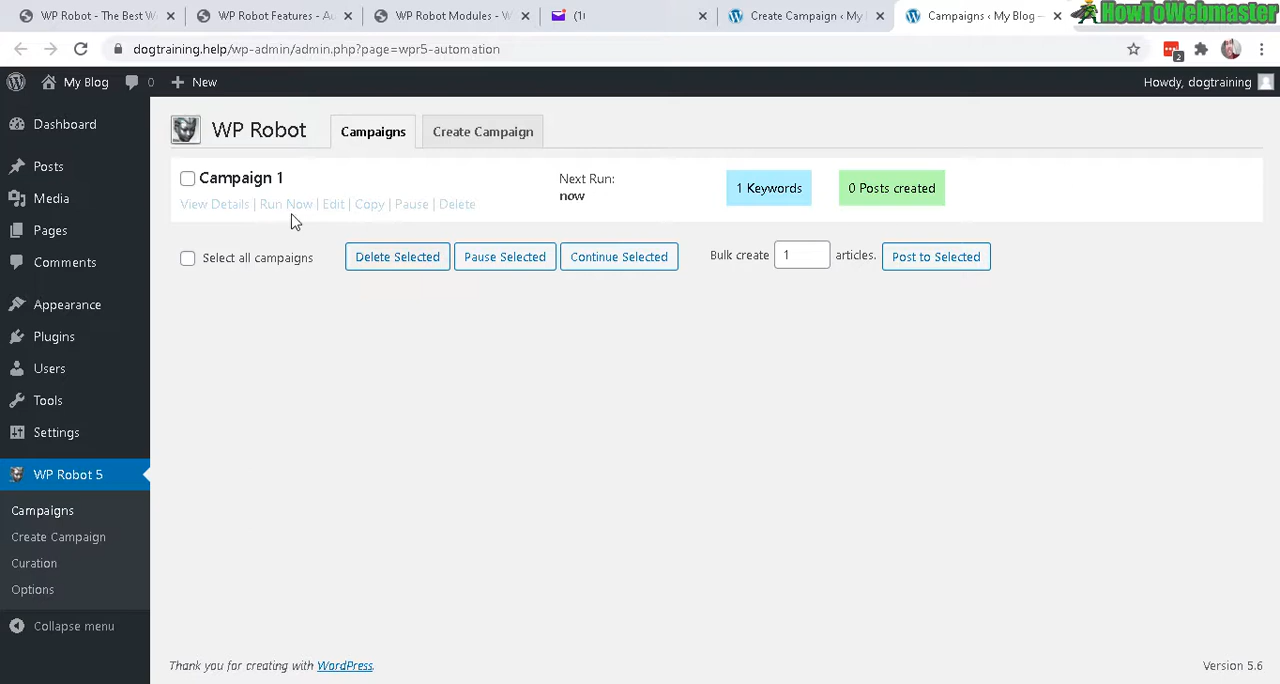 WP Robot - The Best W
WP Robot Features - Au
WP Robot Modules - W
Create Campaign ‹ My
Campaigns ‹ My Blog —
HowToWebmaster
dogtraining.help/wp-admin/admin.php?page=wpr5-automation
2
My Blog
0
New
Howdy, dogtraining
Dashboard
Posts
Media
Pages
Comments
Appearance
Plugins
Users
Tools
Settings
WP Robot 5
Campaigns
Create Campaign
Curation
Options
Collapse menu
WP Robot
Campaigns
Create Campaign
Campaign 1
View Details | Run Now | Edit | Copy | Pause | Delete
Next Run:
now
1 Keywords
0 Posts created
Select all campaigns
Delete Selected
Pause Selected
Continue Selected
Bulk create 1 articles.
Post to Selected
Thank you for creating with WordPress.
Version 5.6